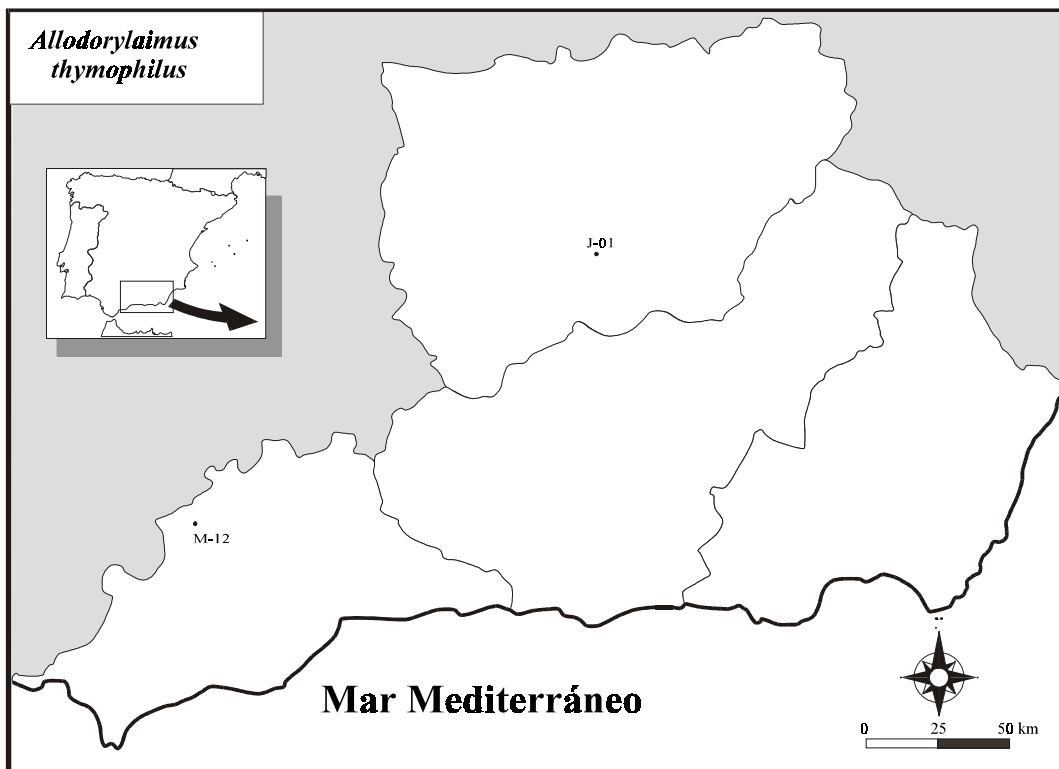 Allodorylaimus
thymophilus
J-01
M-12
Mar Mediterráneo
0 25 50 km